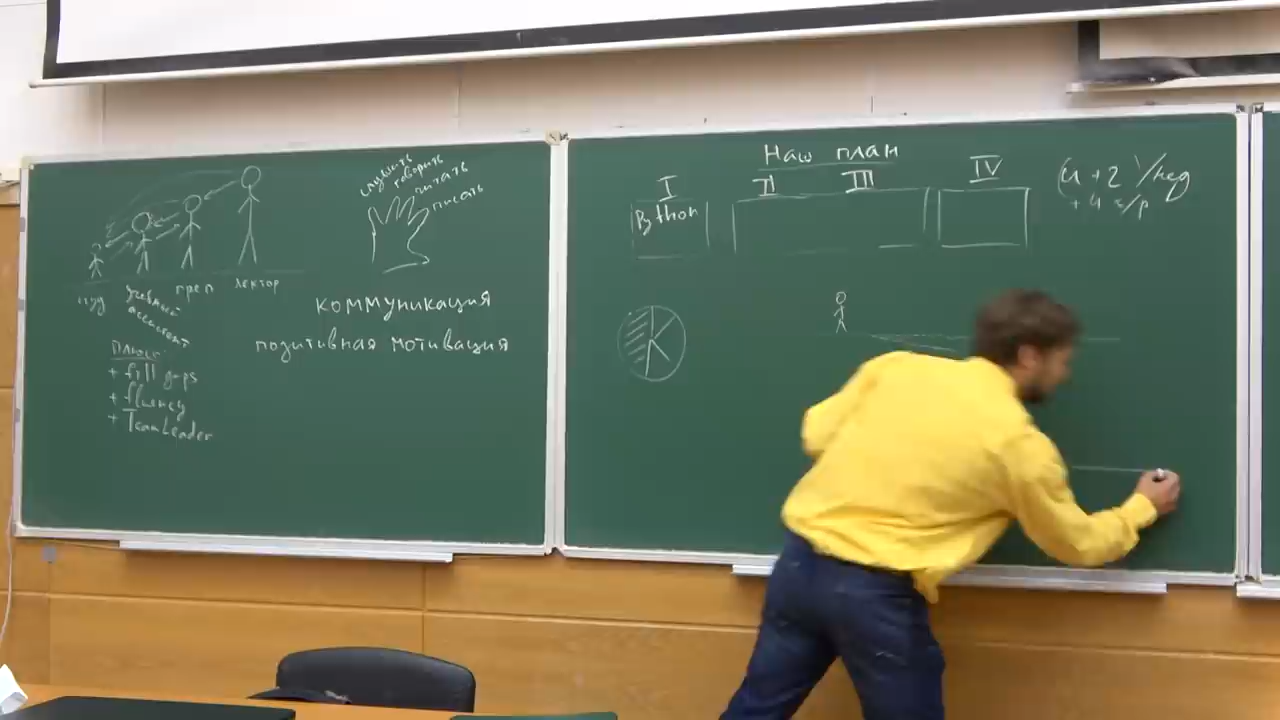 слушить
говорить
читать
писать
студ
учебный
ассистент
преп
лектор
коммуникация
позитивная мотивация
плюсы
+ fill gaps
+ fluency
+ TeamLeader
Наш план
I II III IV
Python
(4 + 2)/нед
+ 4 с/р